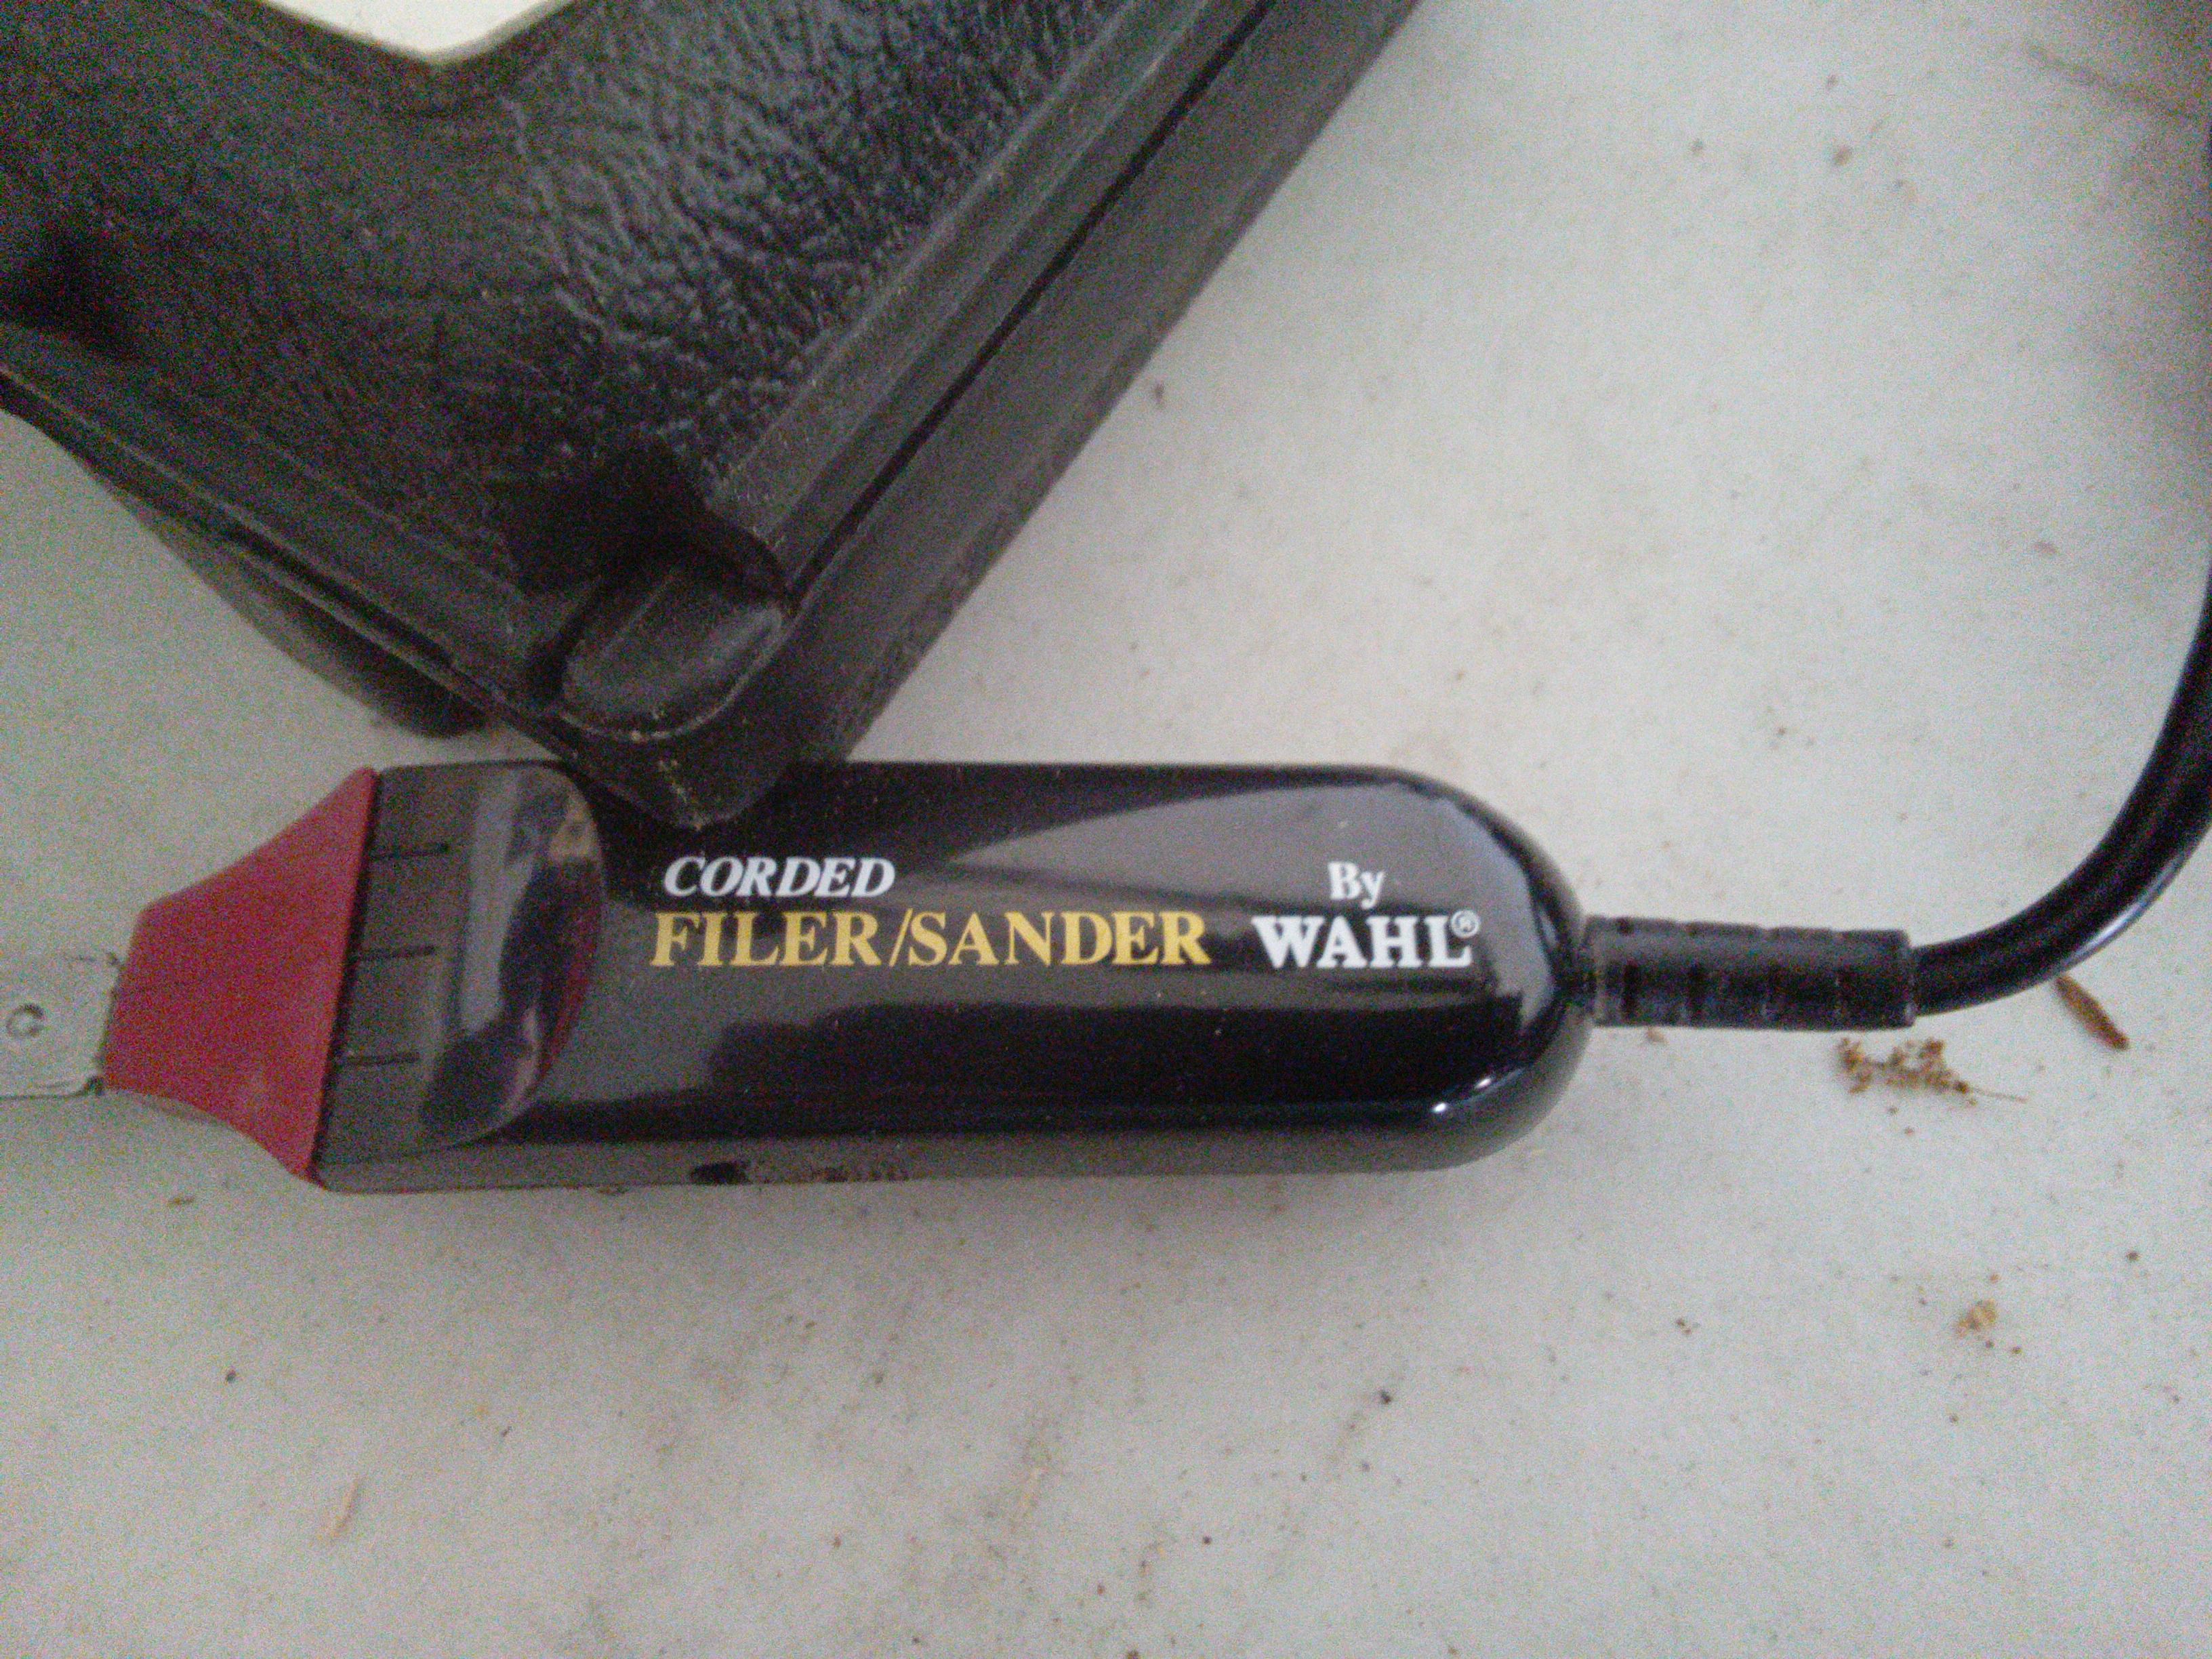 CORDED
FILER/SANDER
By
WAHL®